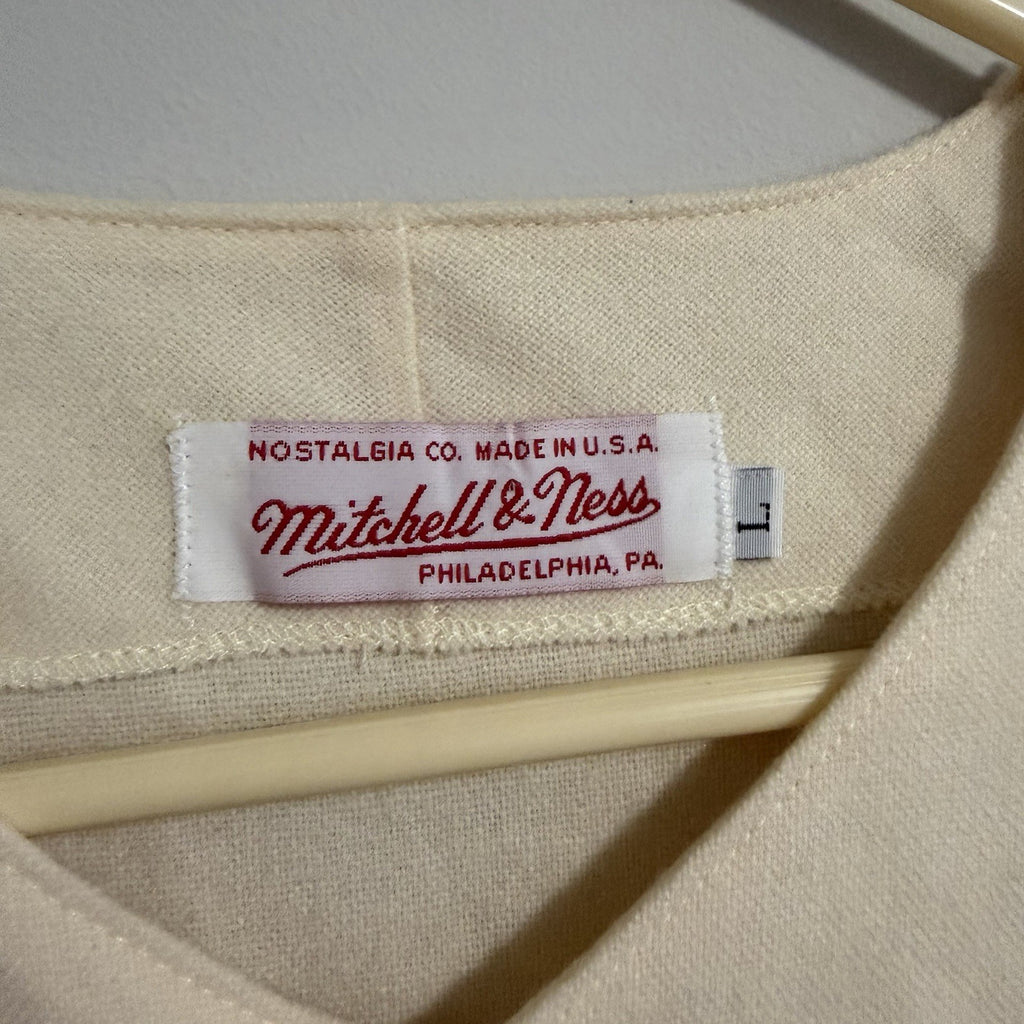 NOSTALGIA CO. MADE IN U.S.A.
Mitchell & Ness
PHILADELPHIA, PA.
L